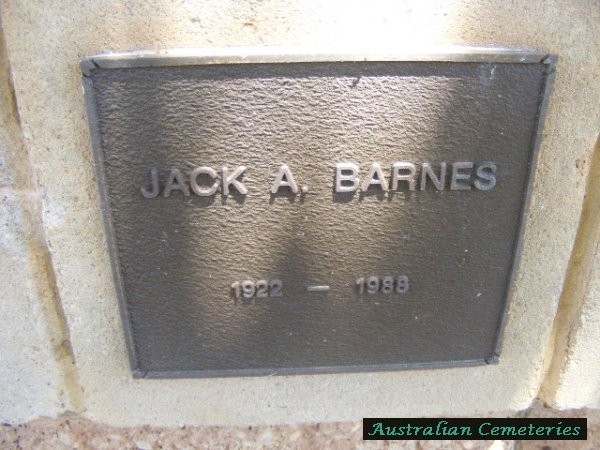 JACK A. BARNES
1922 — 1988
Australian Cemeteries